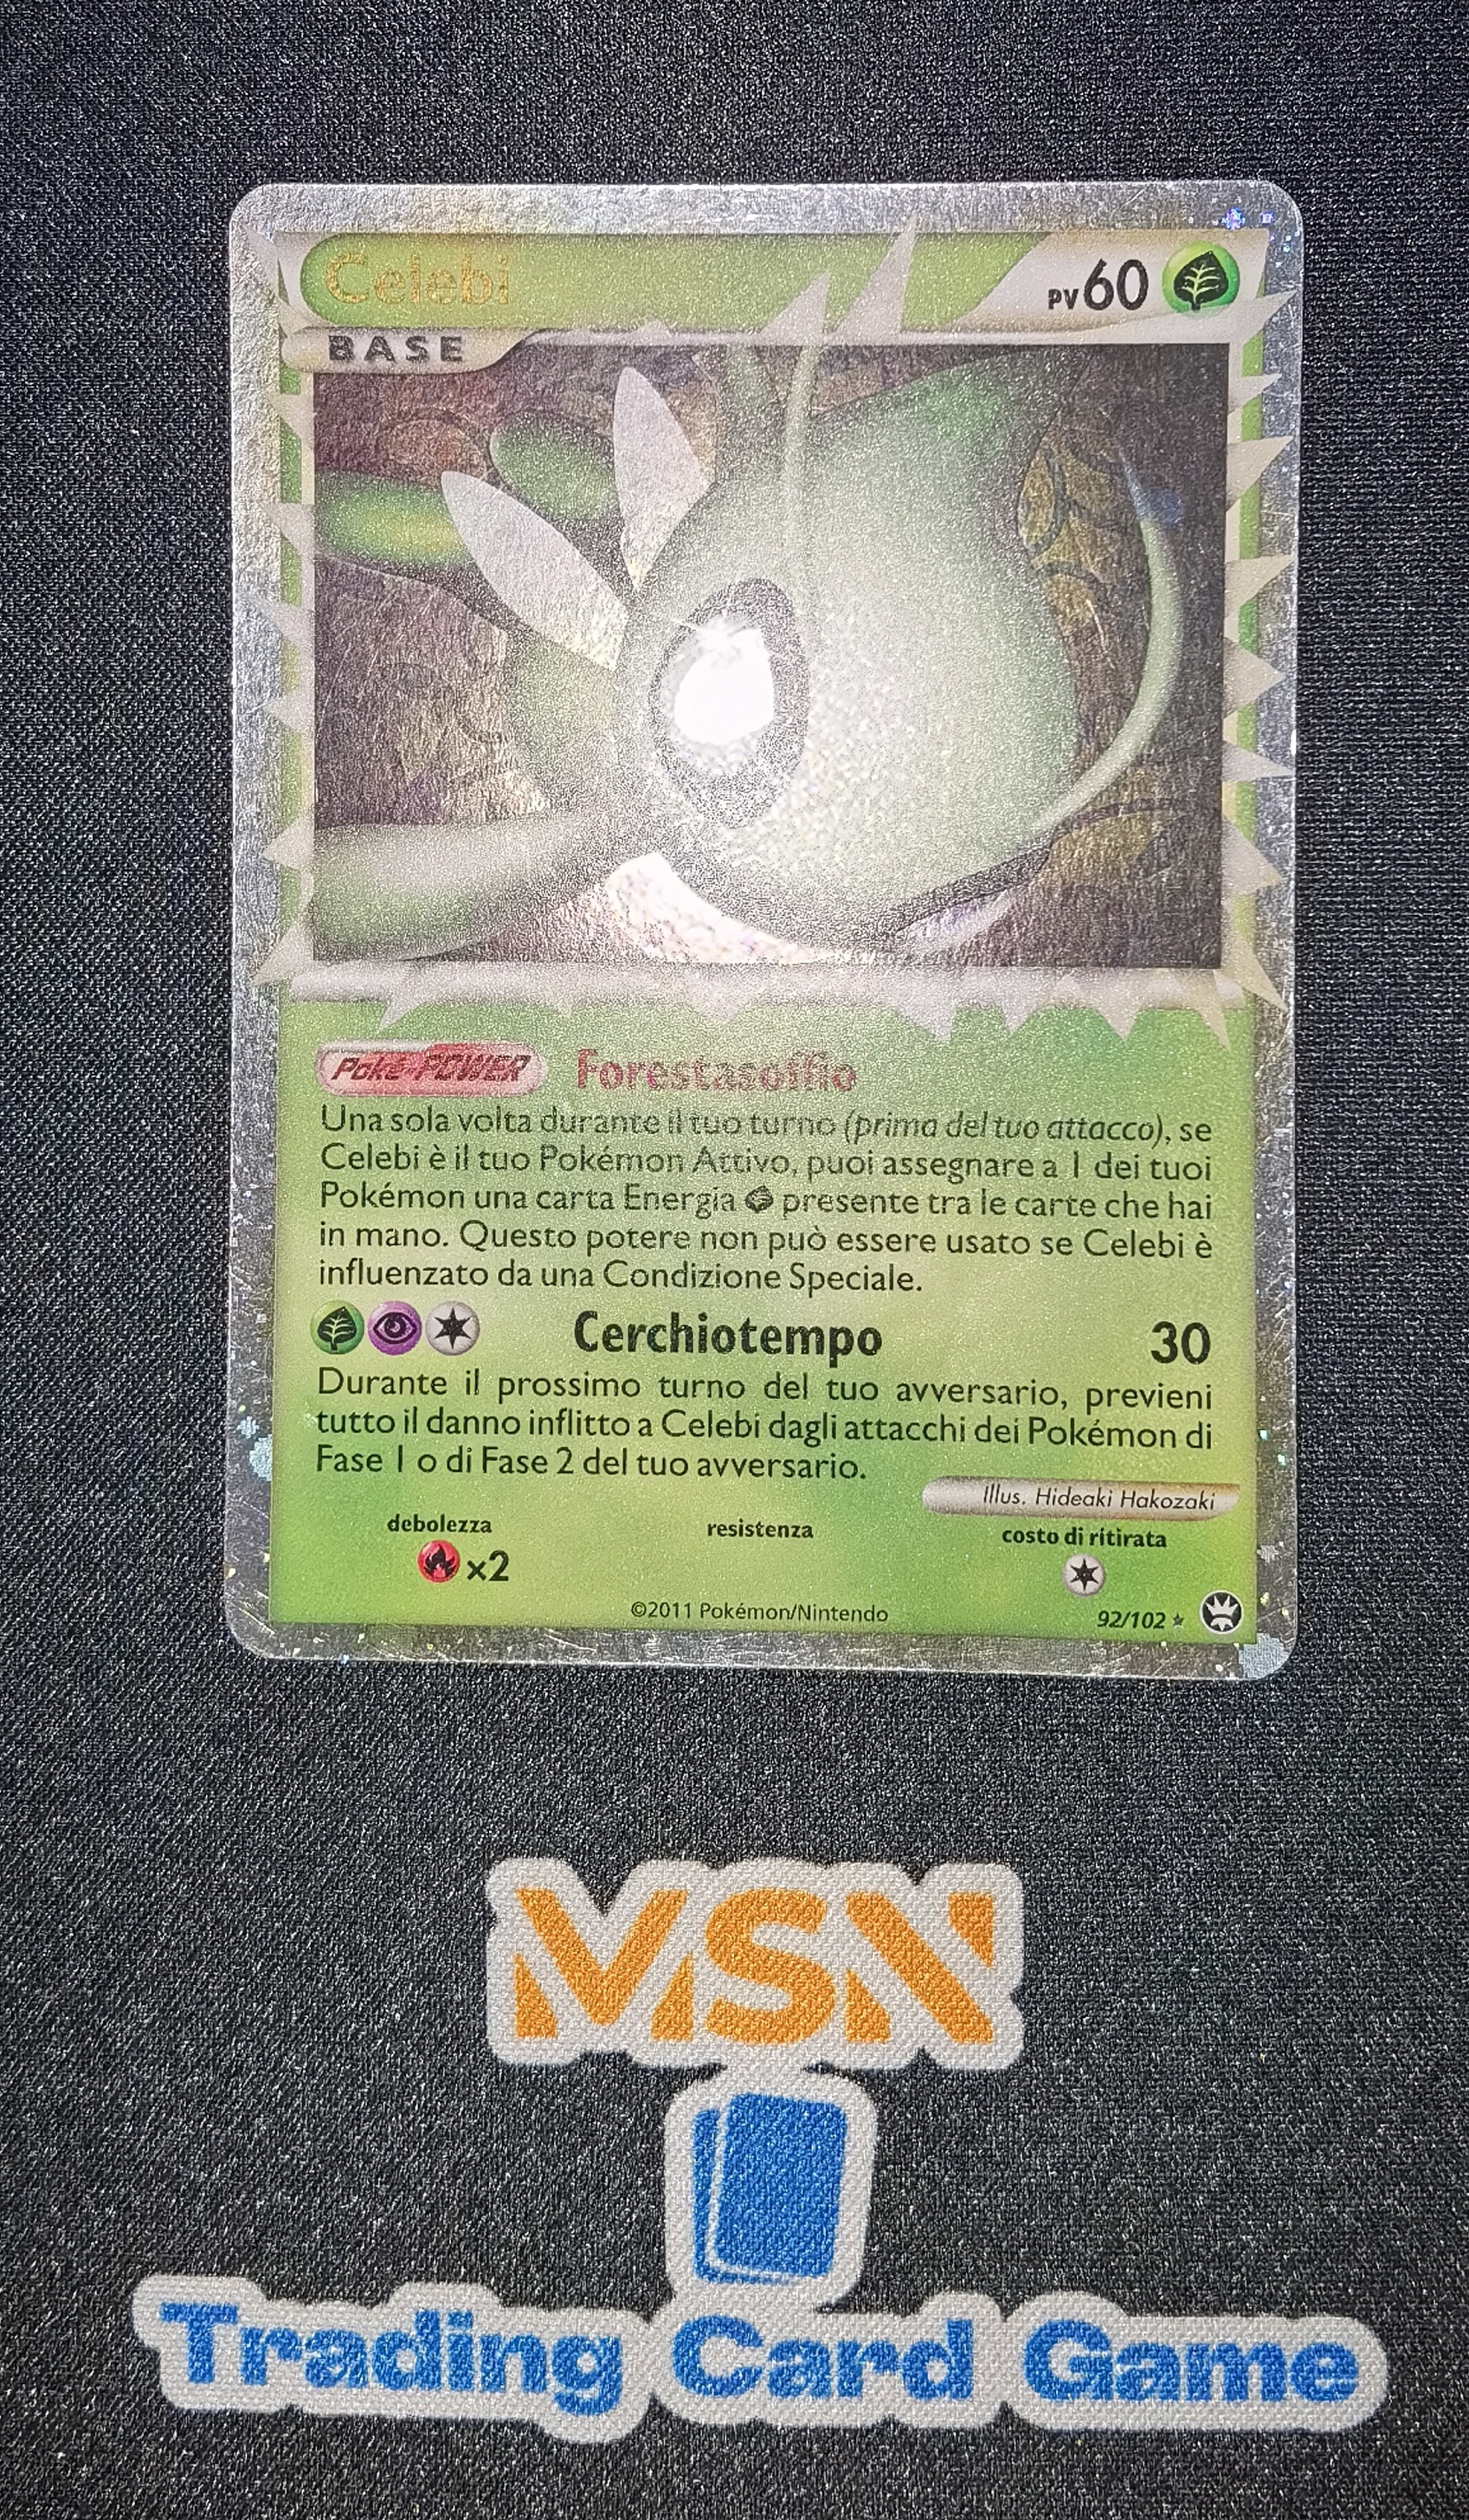 Celebi
PV 60
BASE
Poké-POWER Forestasoffio
Una sola volta durante il tuo turno (prima del tuo attacco), se
Celebi è il tuo Pokémon Attivo, puoi assegnare a 1 dei tuoi
Pokémon una carta Energia presente tra le carte che hai
in mano. Questo potere non può essere usato se Celebi è
influenzato da una Condizione Speciale.
Cerchiotempo 30
Durante il prossimo turno del tuo avversario, previeni
tutto il danno inflitto a Celebi dagli attacchi dei Pokémon di
Fase 1 o di Fase 2 del tuo avversario.
Illus. Hideaki Hakozaki
debolezza resistenza costo di ritirata
x2
©2011 Pokémon/Nintendo
92/102
MSN
Trading Card Game